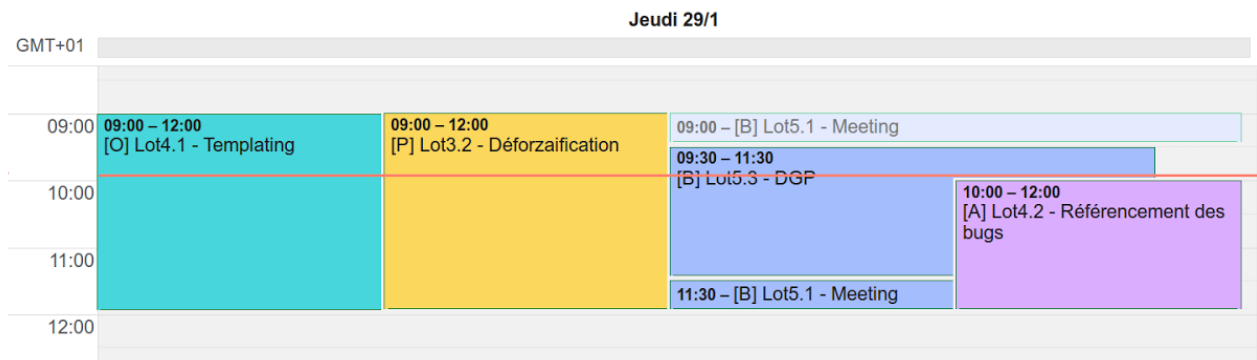 Jeudi 29/1
GMT+01
09:00
09:00 – 12:00
[O] Lot4.1 - Templating
09:00 – 12:00
[P] Lot3.2 - Déforzaification
09:00 – [B] Lot5.1 - Meeting
09:30 – 11:30
[B] Lot5.3 - DGP
10:00
10:00 – 12:00
[A] Lot4.2 - Référencement des
bugs
11:00
11:30 – [B] Lot5.1 - Meeting
12:00